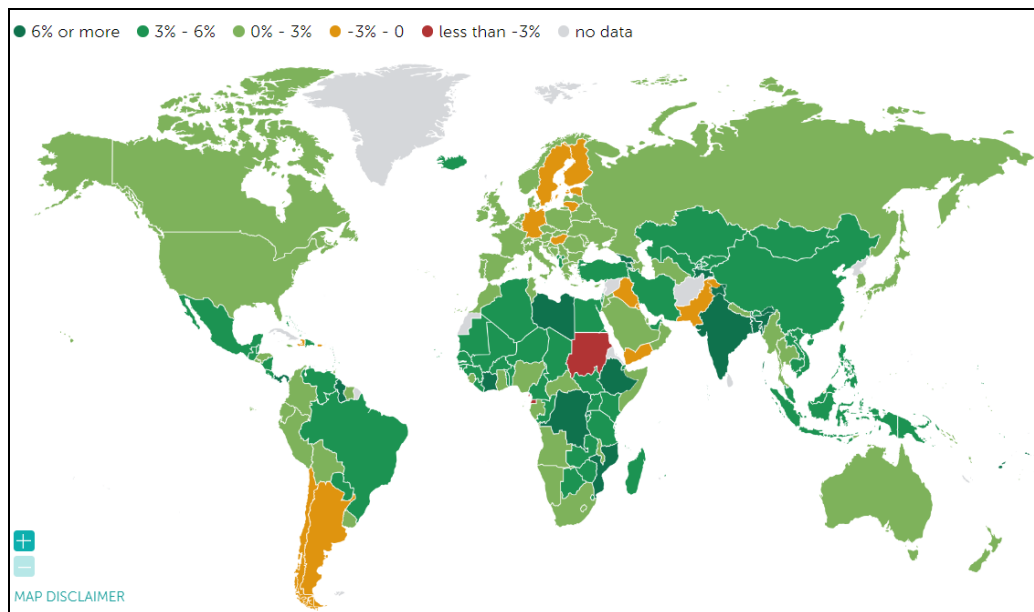 6% or more 3% - 6% 0% - 3% -3% - 0 less than -3% no data
+
−
MAP DISCLAIMER